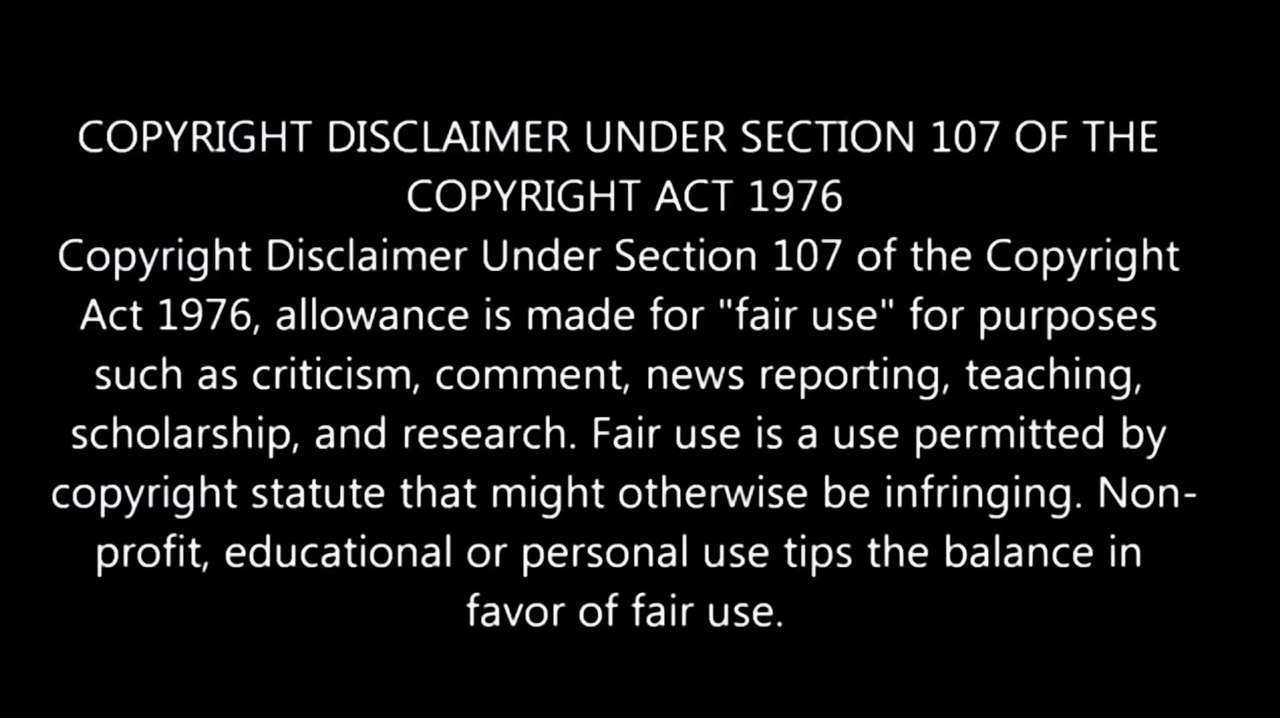 COPYRIGHT DISCLAIMER UNDER SECTION 107 OF THE
COPYRIGHT ACT 1976
Copyright Disclaimer Under Section 107 of the Copyright
Act 1976, allowance is made for "fair use" for purposes
such as criticism, comment, news reporting, teaching,
scholarship, and research. Fair use is a use permitted by
copyright statute that might otherwise be infringing. Non-
profit, educational or personal use tips the balance in
favor of fair use.